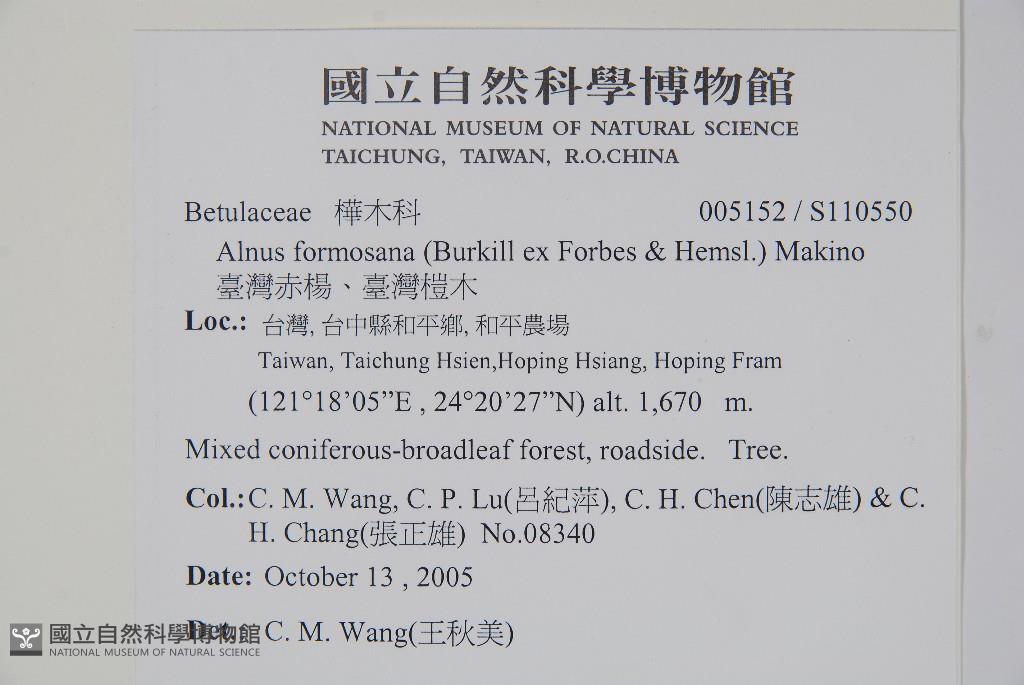 國立自然科學博物館
NATIONAL MUSEUM OF NATURAL SCIENCE
TAICHUNG, TAIWAN, R.O.CHINA
Betulaceae 樺木科 005152 / S110550
Alnus formosana (Burkill ex Forbes & Hemsl.) Makino
臺灣赤楊、臺灣榿木
Loc.: 台灣, 台中縣和平鄉, 和平農場
Taiwan, Taichung Hsien,Hoping Hsiang, Hoping Fram
(121°18’05”E , 24°20’27”N) alt. 1,670 m.
Mixed coniferous-broadleaf forest, roadside. Tree.
Col.: C. M. Wang, C. P. Lu(呂紀萍), C. H. Chen(陳志雄) & C.
H. Chang(張正雄) No.08340
Date: October 13 , 2005
Det.: C. M. Wang(王秋美)
國立自然科學博物館
NATIONAL MUSEUM OF NATURAL SCIENCE